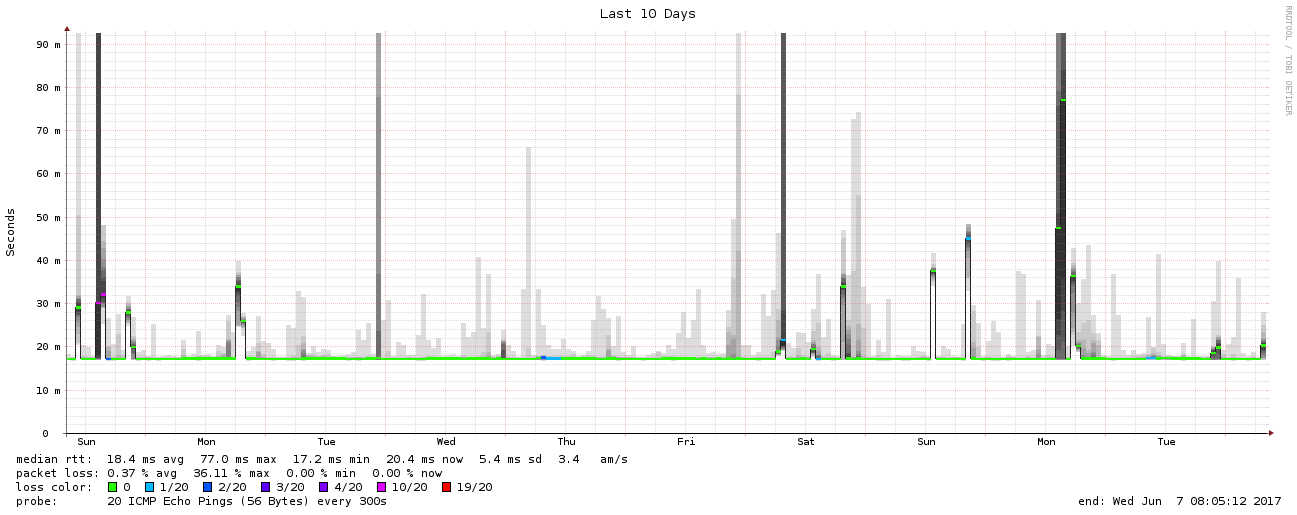 Last 10 Days
RRDTOOL / TOBI OETIKER
Seconds
90 m
80 m
70 m
60 m
50 m
40 m
30 m
20 m
10 m
0
Sun Mon Tue Wed Thu Fri Sat Sun Mon Tue
median rtt: 18.4 ms avg 77.0 ms max 17.2 ms min 20.4 ms now 5.4 ms sd 3.4 am/s
packet loss: 0.37 % avg 36.11 % max 0.00 % min 0.00 % now
loss color: 0 1/20 2/20 3/20 4/20 10/20 19/20
probe: 20 ICMP Echo Pings (56 Bytes) every 300s end: Wed Jun 7 08:05:12 2017